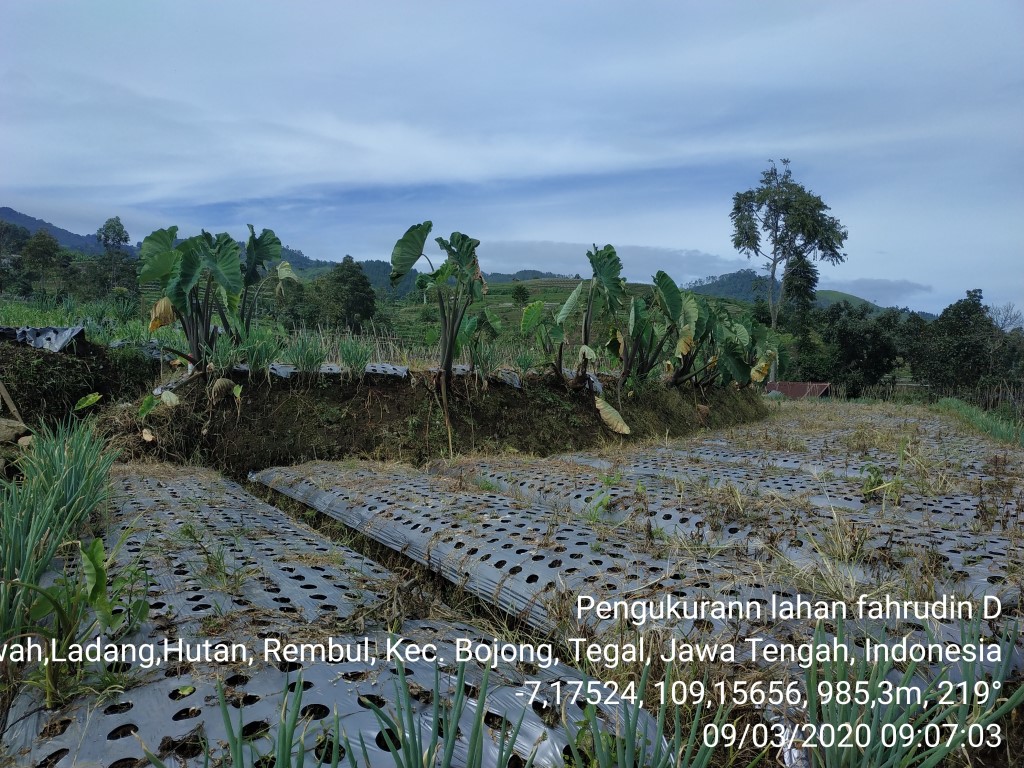 Pengukurann lahan fahrudin D
wah,Ladang,Hutan, Rembul, Kec. Bojong, Tegal, Jawa Tengah, Indonesia
-7,17524, 109,15656, 985,3m, 219°
09/03/2020 09:07:03